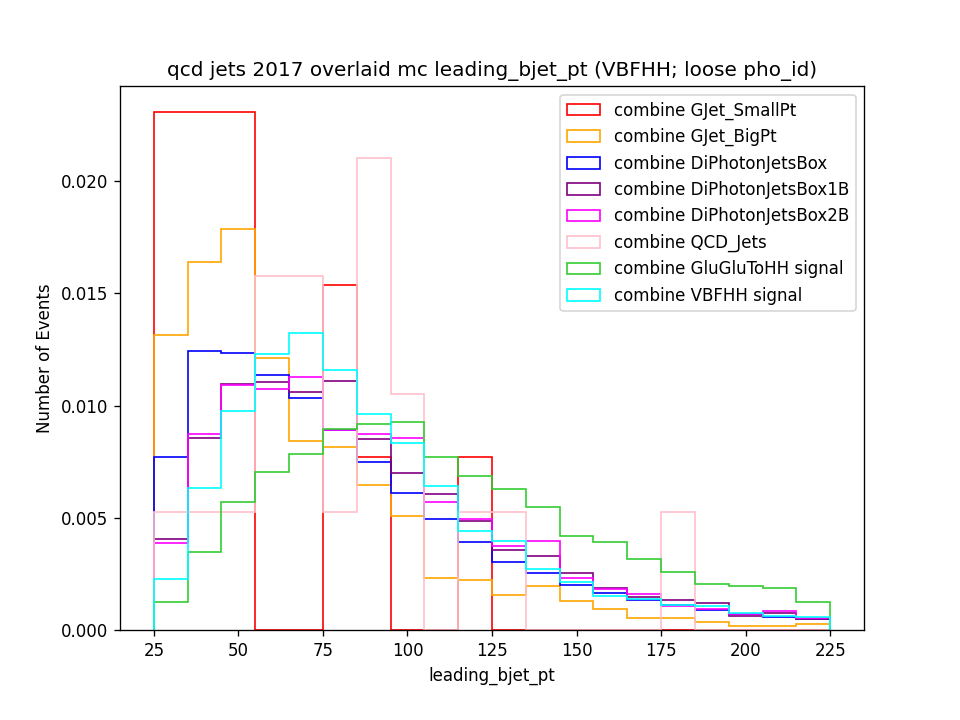 qcd jets 2017 overlaid mc leading_bjet_pt (VBFHH; loose pho_id)
combine GJet_SmallPt
combine GJet_BigPt
combine DiPhotonJetsBox
combine DiPhotonJetsBox1B
combine DiPhotonJetsBox2B
combine QCD_Jets
combine GluGluToHH signal
combine VBFHH signal
Number of Events
0.020
0.015
0.010
0.005
0.000
25 50 75 100 125 150 175 200 225
leading_bjet_pt